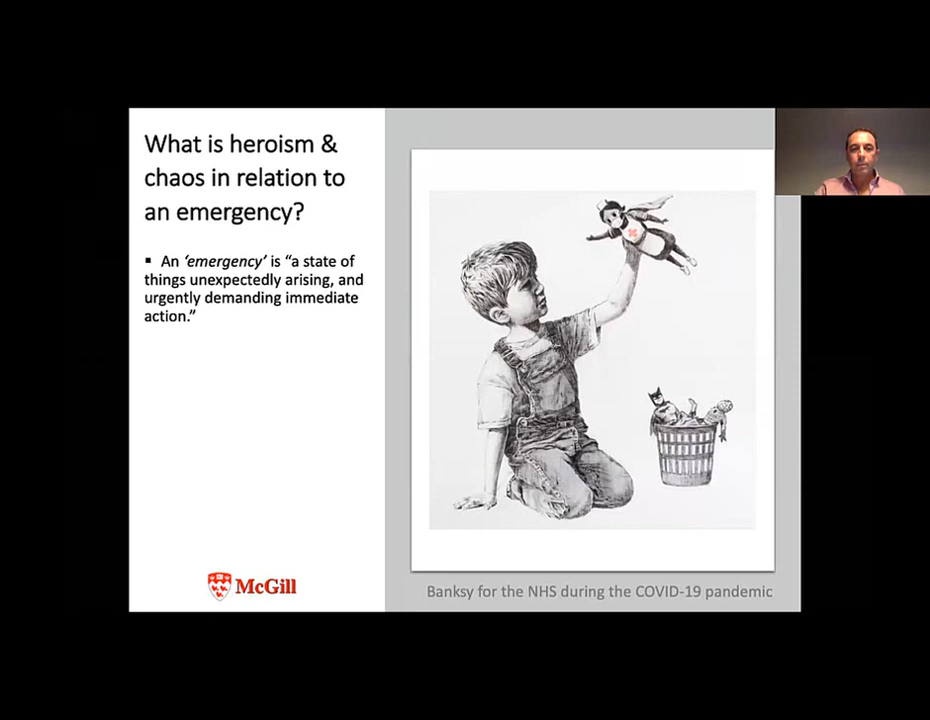 What is heroism &
chaos in relation to
an emergency?
▪ An ‘emergency’ is “a state of
things unexpectedly arising, and
urgently demanding immediate
action.”
McGill
Banksy for the NHS during the COVID-19 pandemic